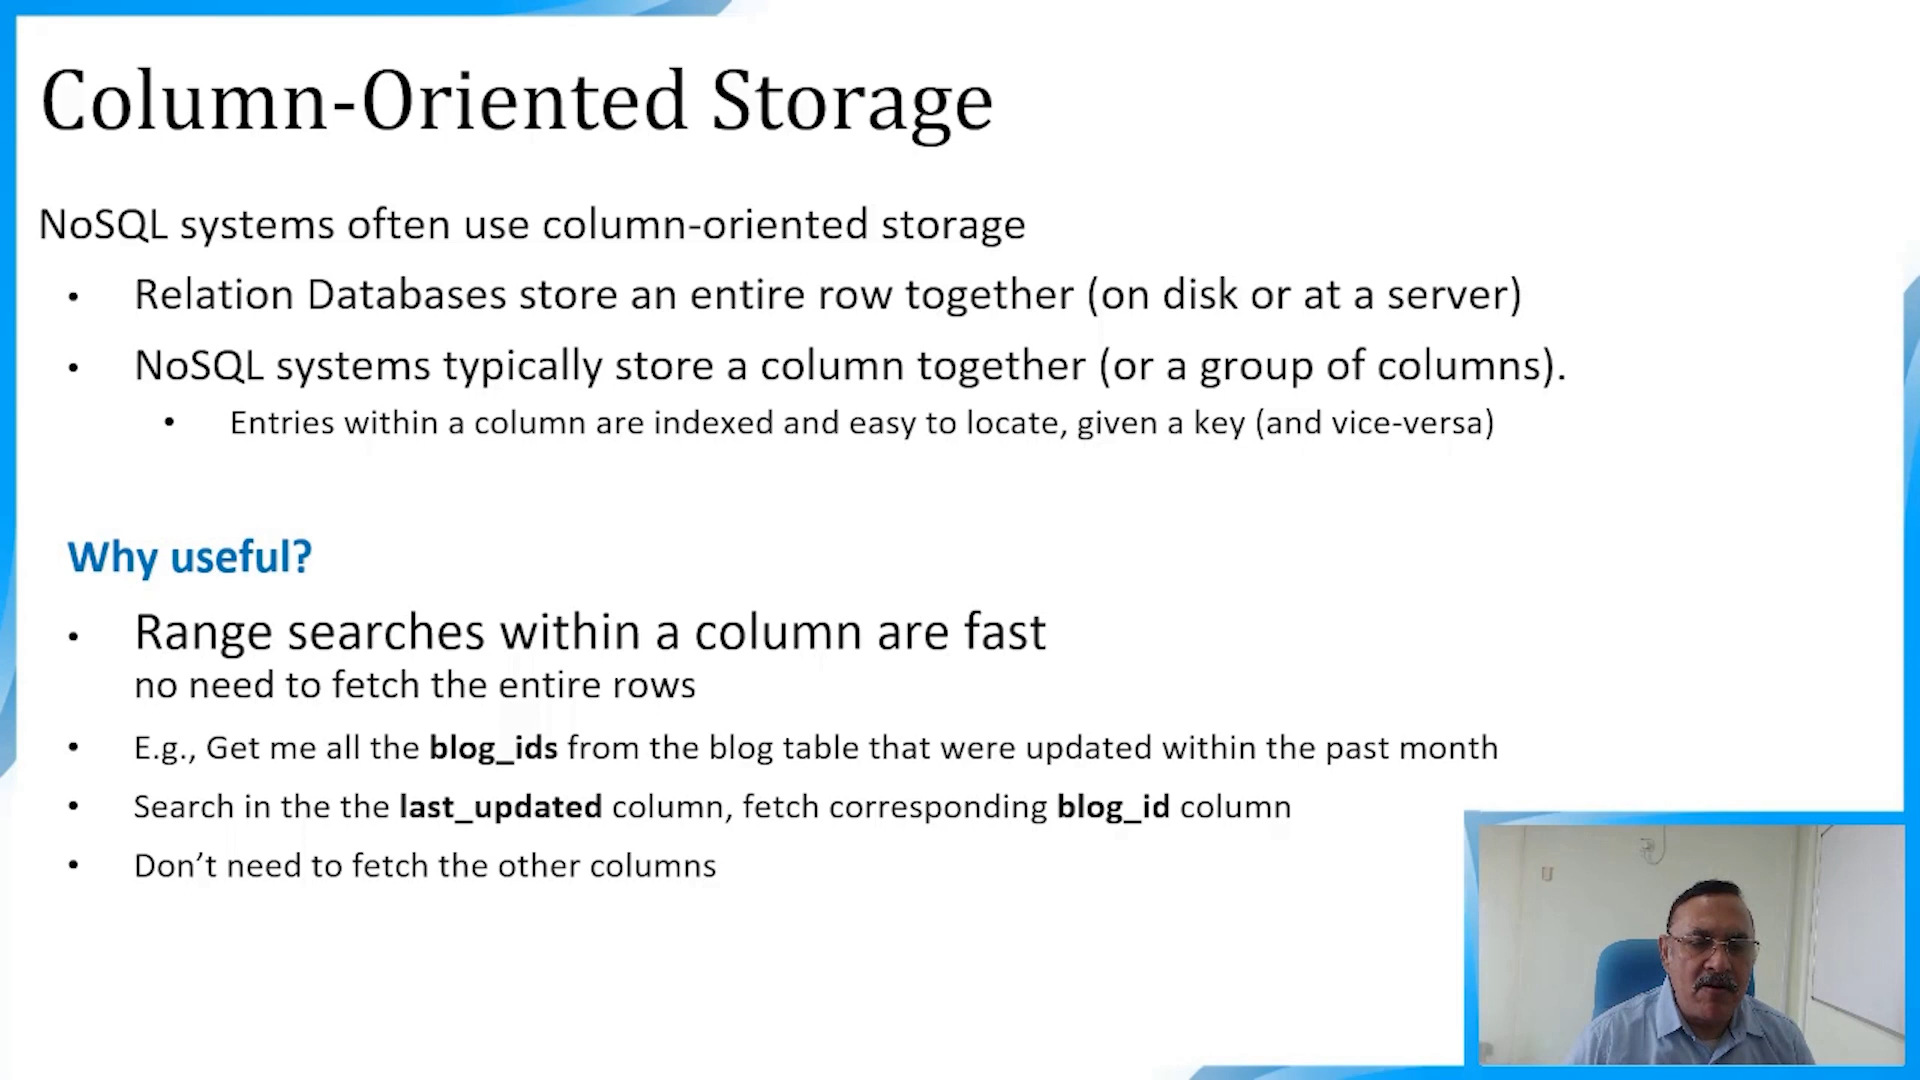 Column-Oriented Storage
NoSQL systems often use column-oriented storage
• Relation Databases store an entire row together (on disk or at a server)
• NoSQL systems typically store a column together (or a group of columns).
• Entries within a column are indexed and easy to locate, given a key (and vice-versa)
Why useful?
• Range searches within a column are fast
no need to fetch the entire rows
• E.g., Get me all the blog_ids from the blog table that were updated within the past month
• Search in the the last_updated column, fetch corresponding blog_id column
• Don’t need to fetch the other columns